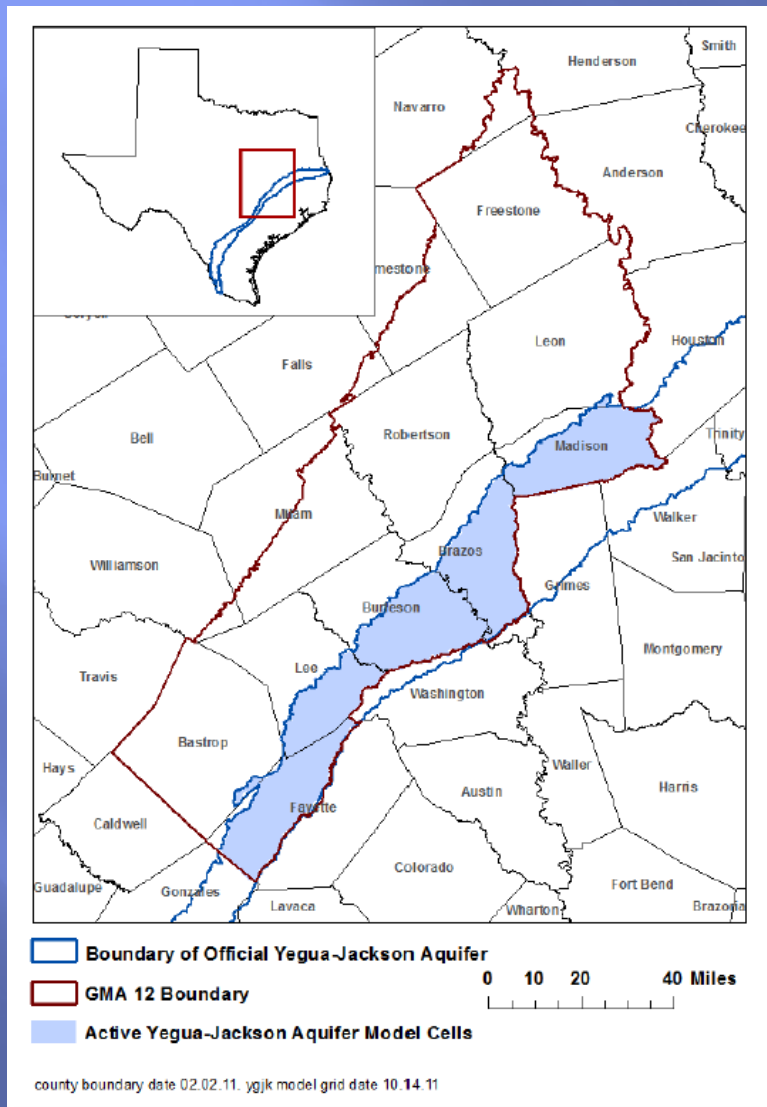 Smith
Henderson
Navarro
Cherokee
Anderson
Freestone
mestone
Leon
Houston
Falls
Bell
Robertson
Madison
Trinity
Burnet
Milam
Walker
Williamson
Brazos
San Jacinto
Grimes
Burleson
Montgomery
Travis
Lee
Washington
Bastrop
Hays
Waller
Harris
Austin
Fayette
Caldwell
Colorado
Guadalupe
Gonzales
Fort Bend
Lavaca
Wharton
Brazoria
Boundary of Official Yegua-Jackson Aquifer
GMA 12 Boundary
Active Yegua-Jackson Aquifer Model Cells
0 10 20 40 Miles
county boundary date 02.02.11. ygjk model grid date 10.14.11